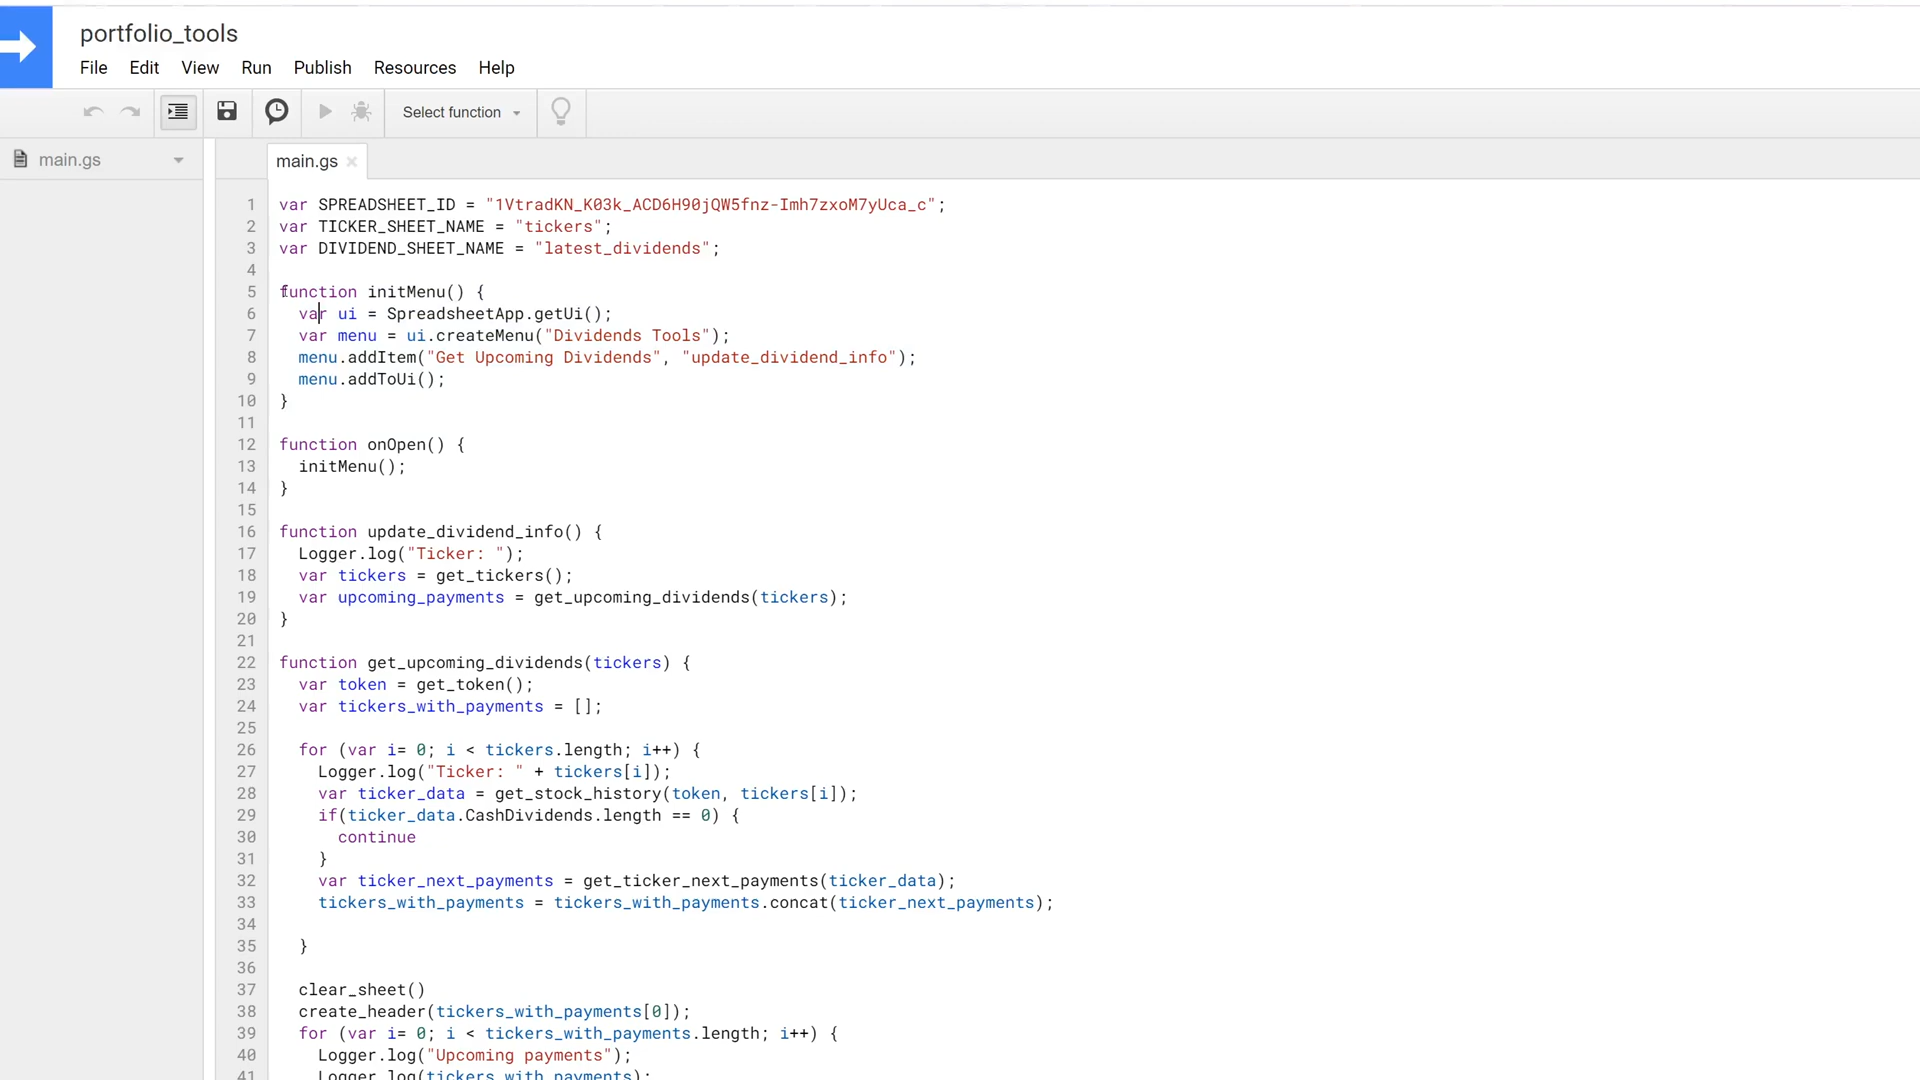 portfolio_tools
File Edit View Run Publish Resources Help
Select function
main.gs
main.gs ×
1 var SPREADSHEET_ID = "1VtradKN_K03k_ACD6H90jQW5fnz-Imh7zxoM7yUca_c";
2 var TICKER_SHEET_NAME = "tickers";
3 var DIVIDEND_SHEET_NAME = "latest_dividends";
4
5 function initMenu() {
6 var ui = SpreadsheetApp.getUi();
7 var menu = ui.createMenu("Dividends Tools");
8 menu.addItem("Get Upcoming Dividends", "update_dividend_info");
9 menu.addToUi();
10 }
11
12 function onOpen() {
13 initMenu();
14 }
15
16 function update_dividend_info() {
17 Logger.log("Ticker: ");
18 var tickers = get_tickers();
19 var upcoming_payments = get_upcoming_dividends(tickers);
20 }
21
22 function get_upcoming_dividends(tickers) {
23 var token = get_token();
24 var tickers_with_payments = [];
25
26 for (var i= 0; i < tickers.length; i++) {
27 Logger.log("Ticker: " + tickers[i]);
28 var ticker_data = get_stock_history(token, tickers[i]);
29 if(ticker_data.CashDividends.length == 0) {
30 continue
31 }
32 var ticker_next_payments = get_ticker_next_payments(ticker_data);
33 tickers_with_payments = tickers_with_payments.concat(ticker_next_payments);
34
35 }
36
37 clear_sheet()
38 create_header(tickers_with_payments[0]);
39 for (var i= 0; i < tickers_with_payments.length; i++) {
40 Logger.log("Upcoming payments");
41 Logger.log(tickers_with_payments);